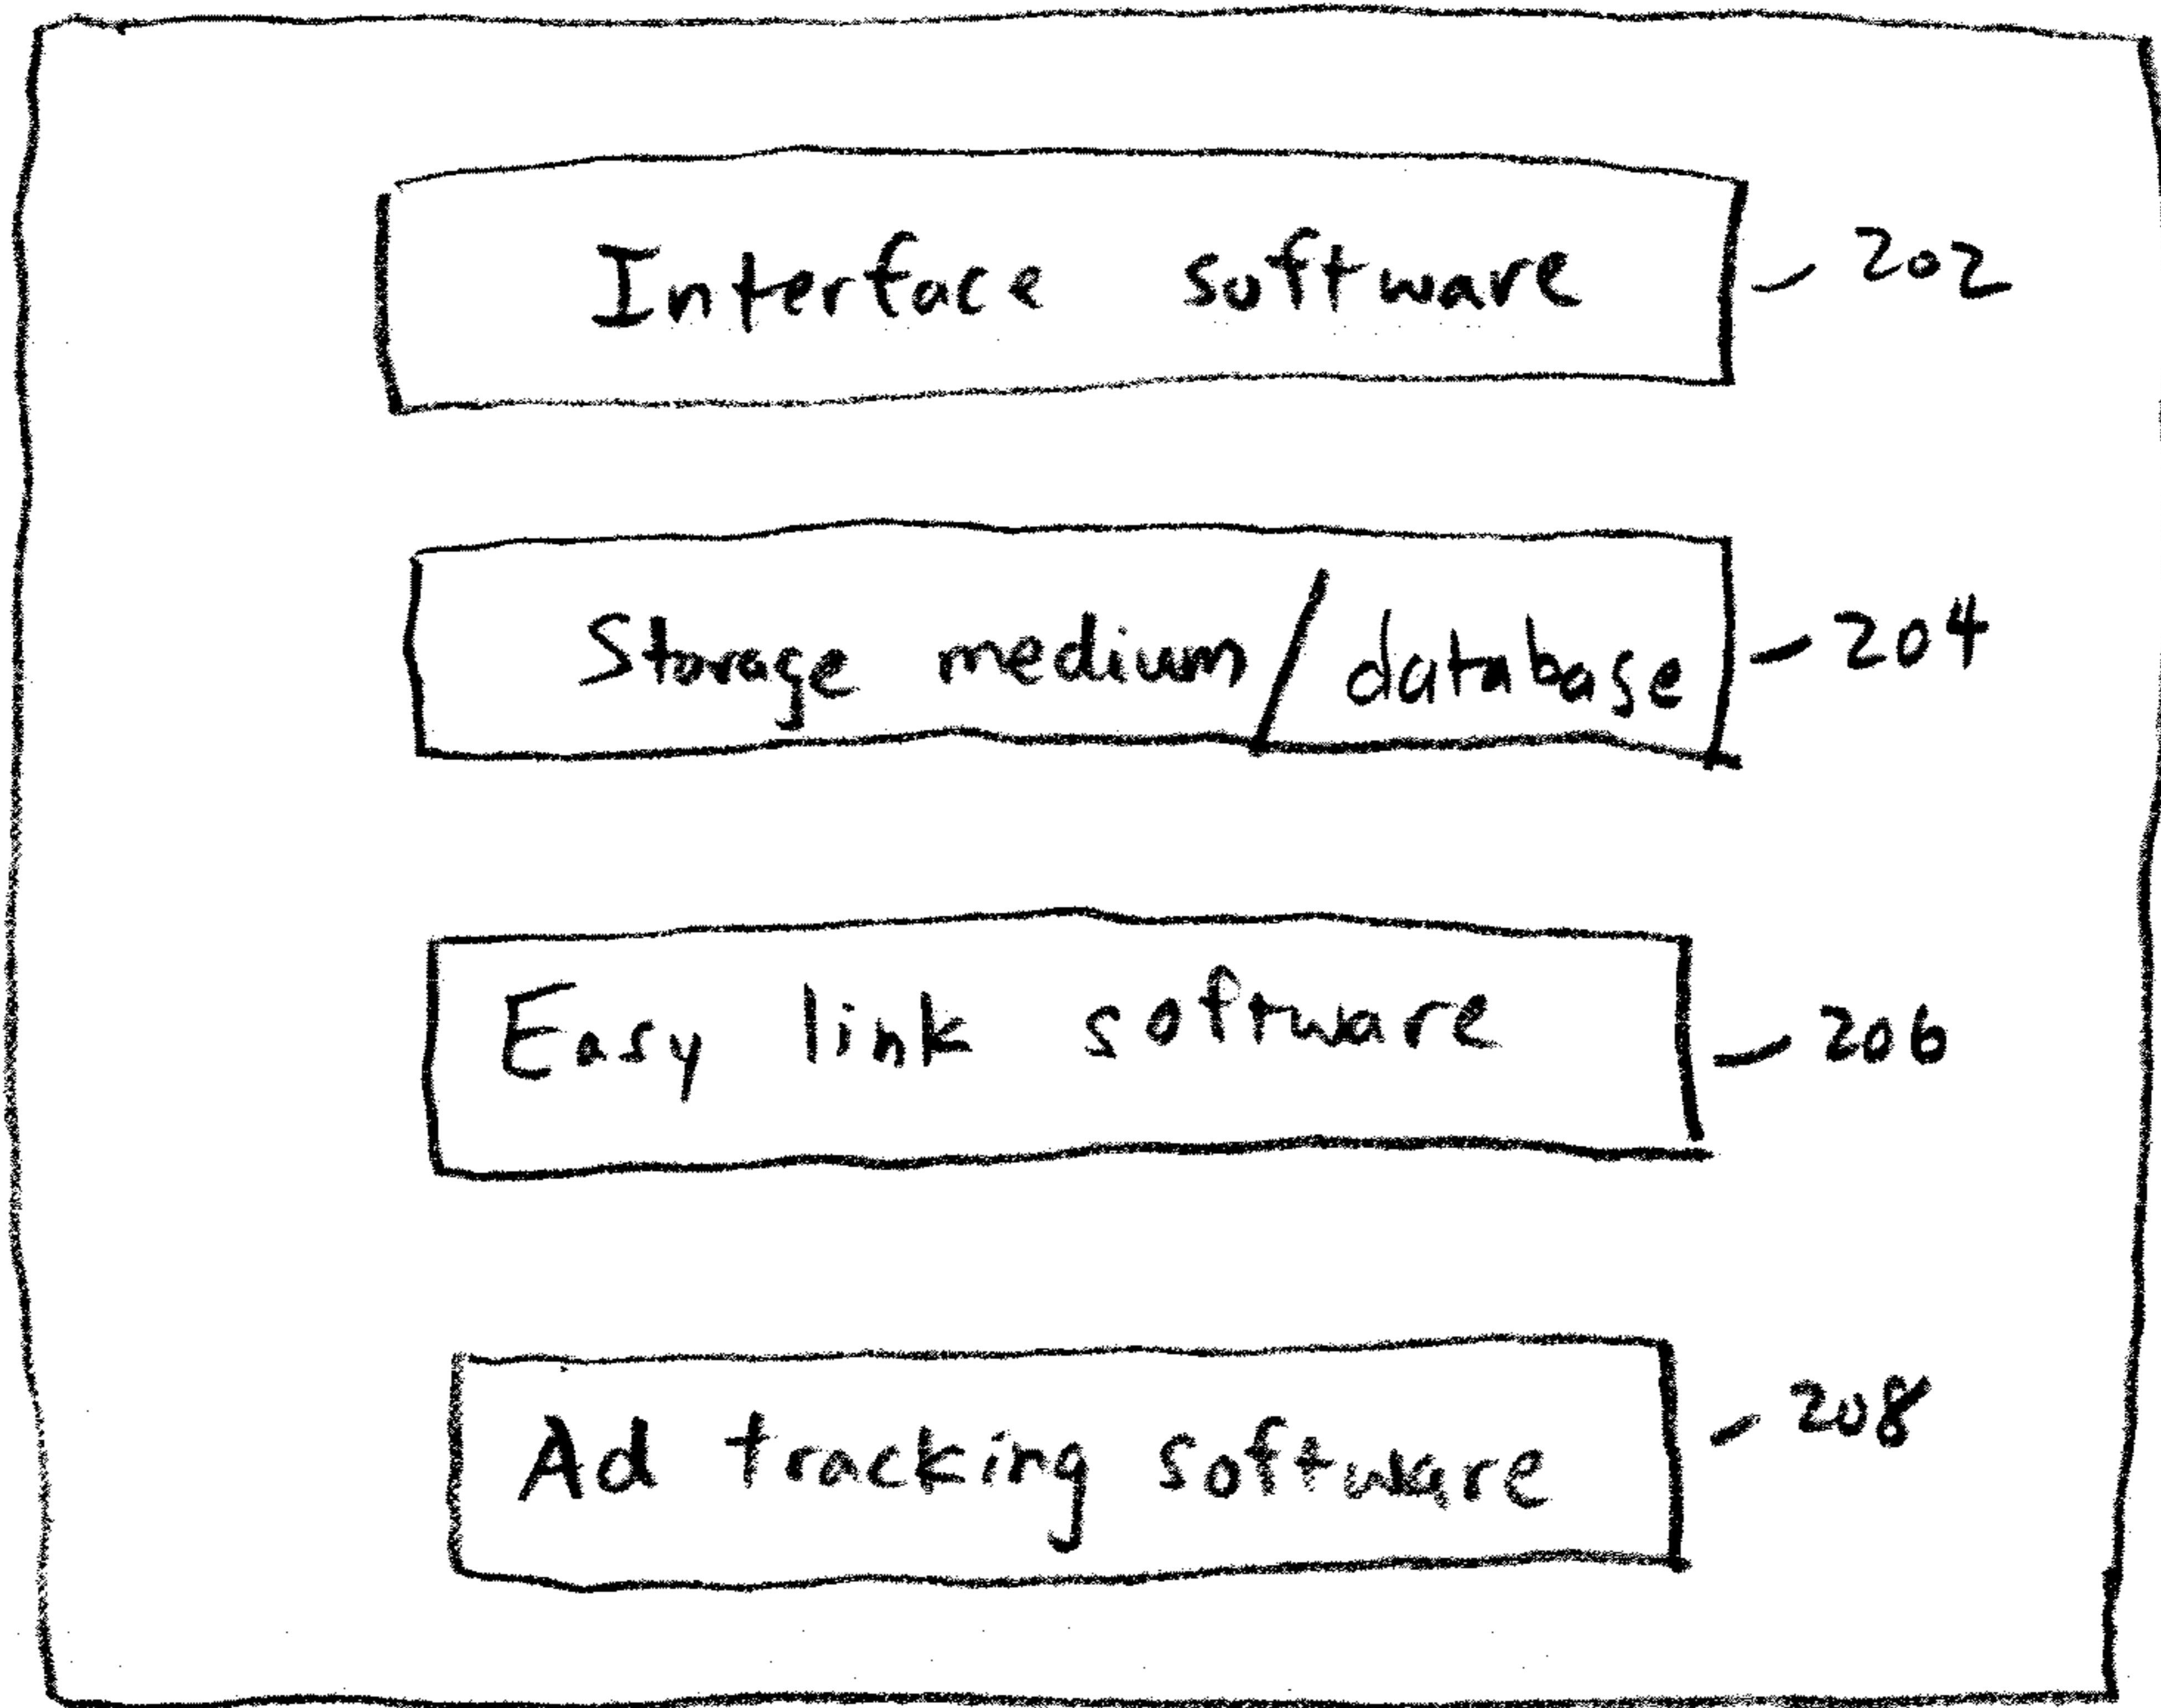 Interface software - 202
Storage medium/database - 204
Easy link software - 206
Ad tracking software - 208